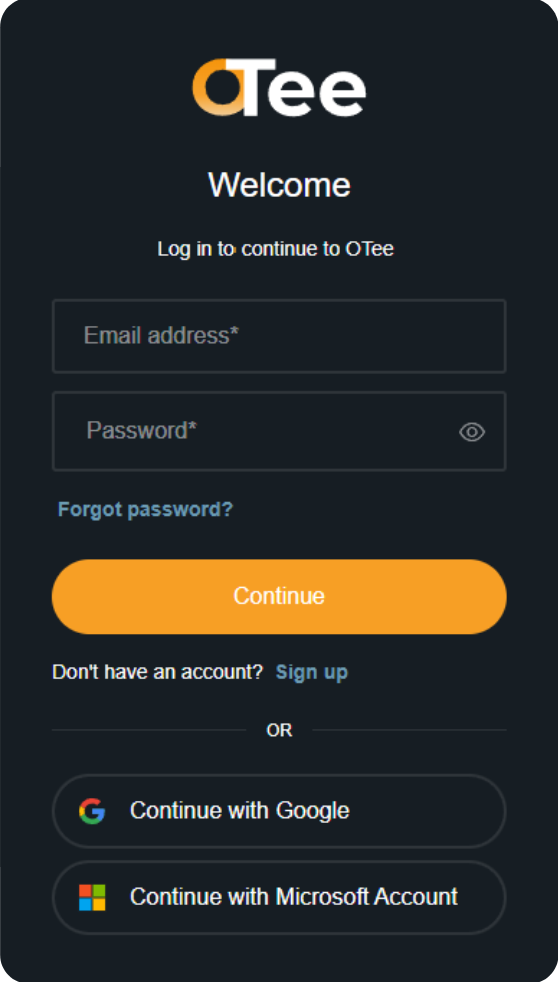 OTee
Welcome
Log in to continue to OTee
Email address*
Password*
Forgot password?
Continue
Don't have an account? Sign up
OR
Continue with Google
Continue with Microsoft Account